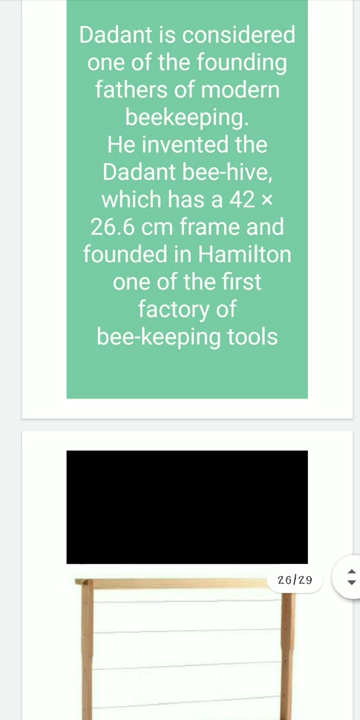 Dadant is considered
one of the founding
fathers of modern
beekeeping.
He invented the
Dadant bee-hive,
which has a 42 ×
26.6 cm frame and
founded in Hamilton
one of the first
factory of
bee-keeping tools
26/29